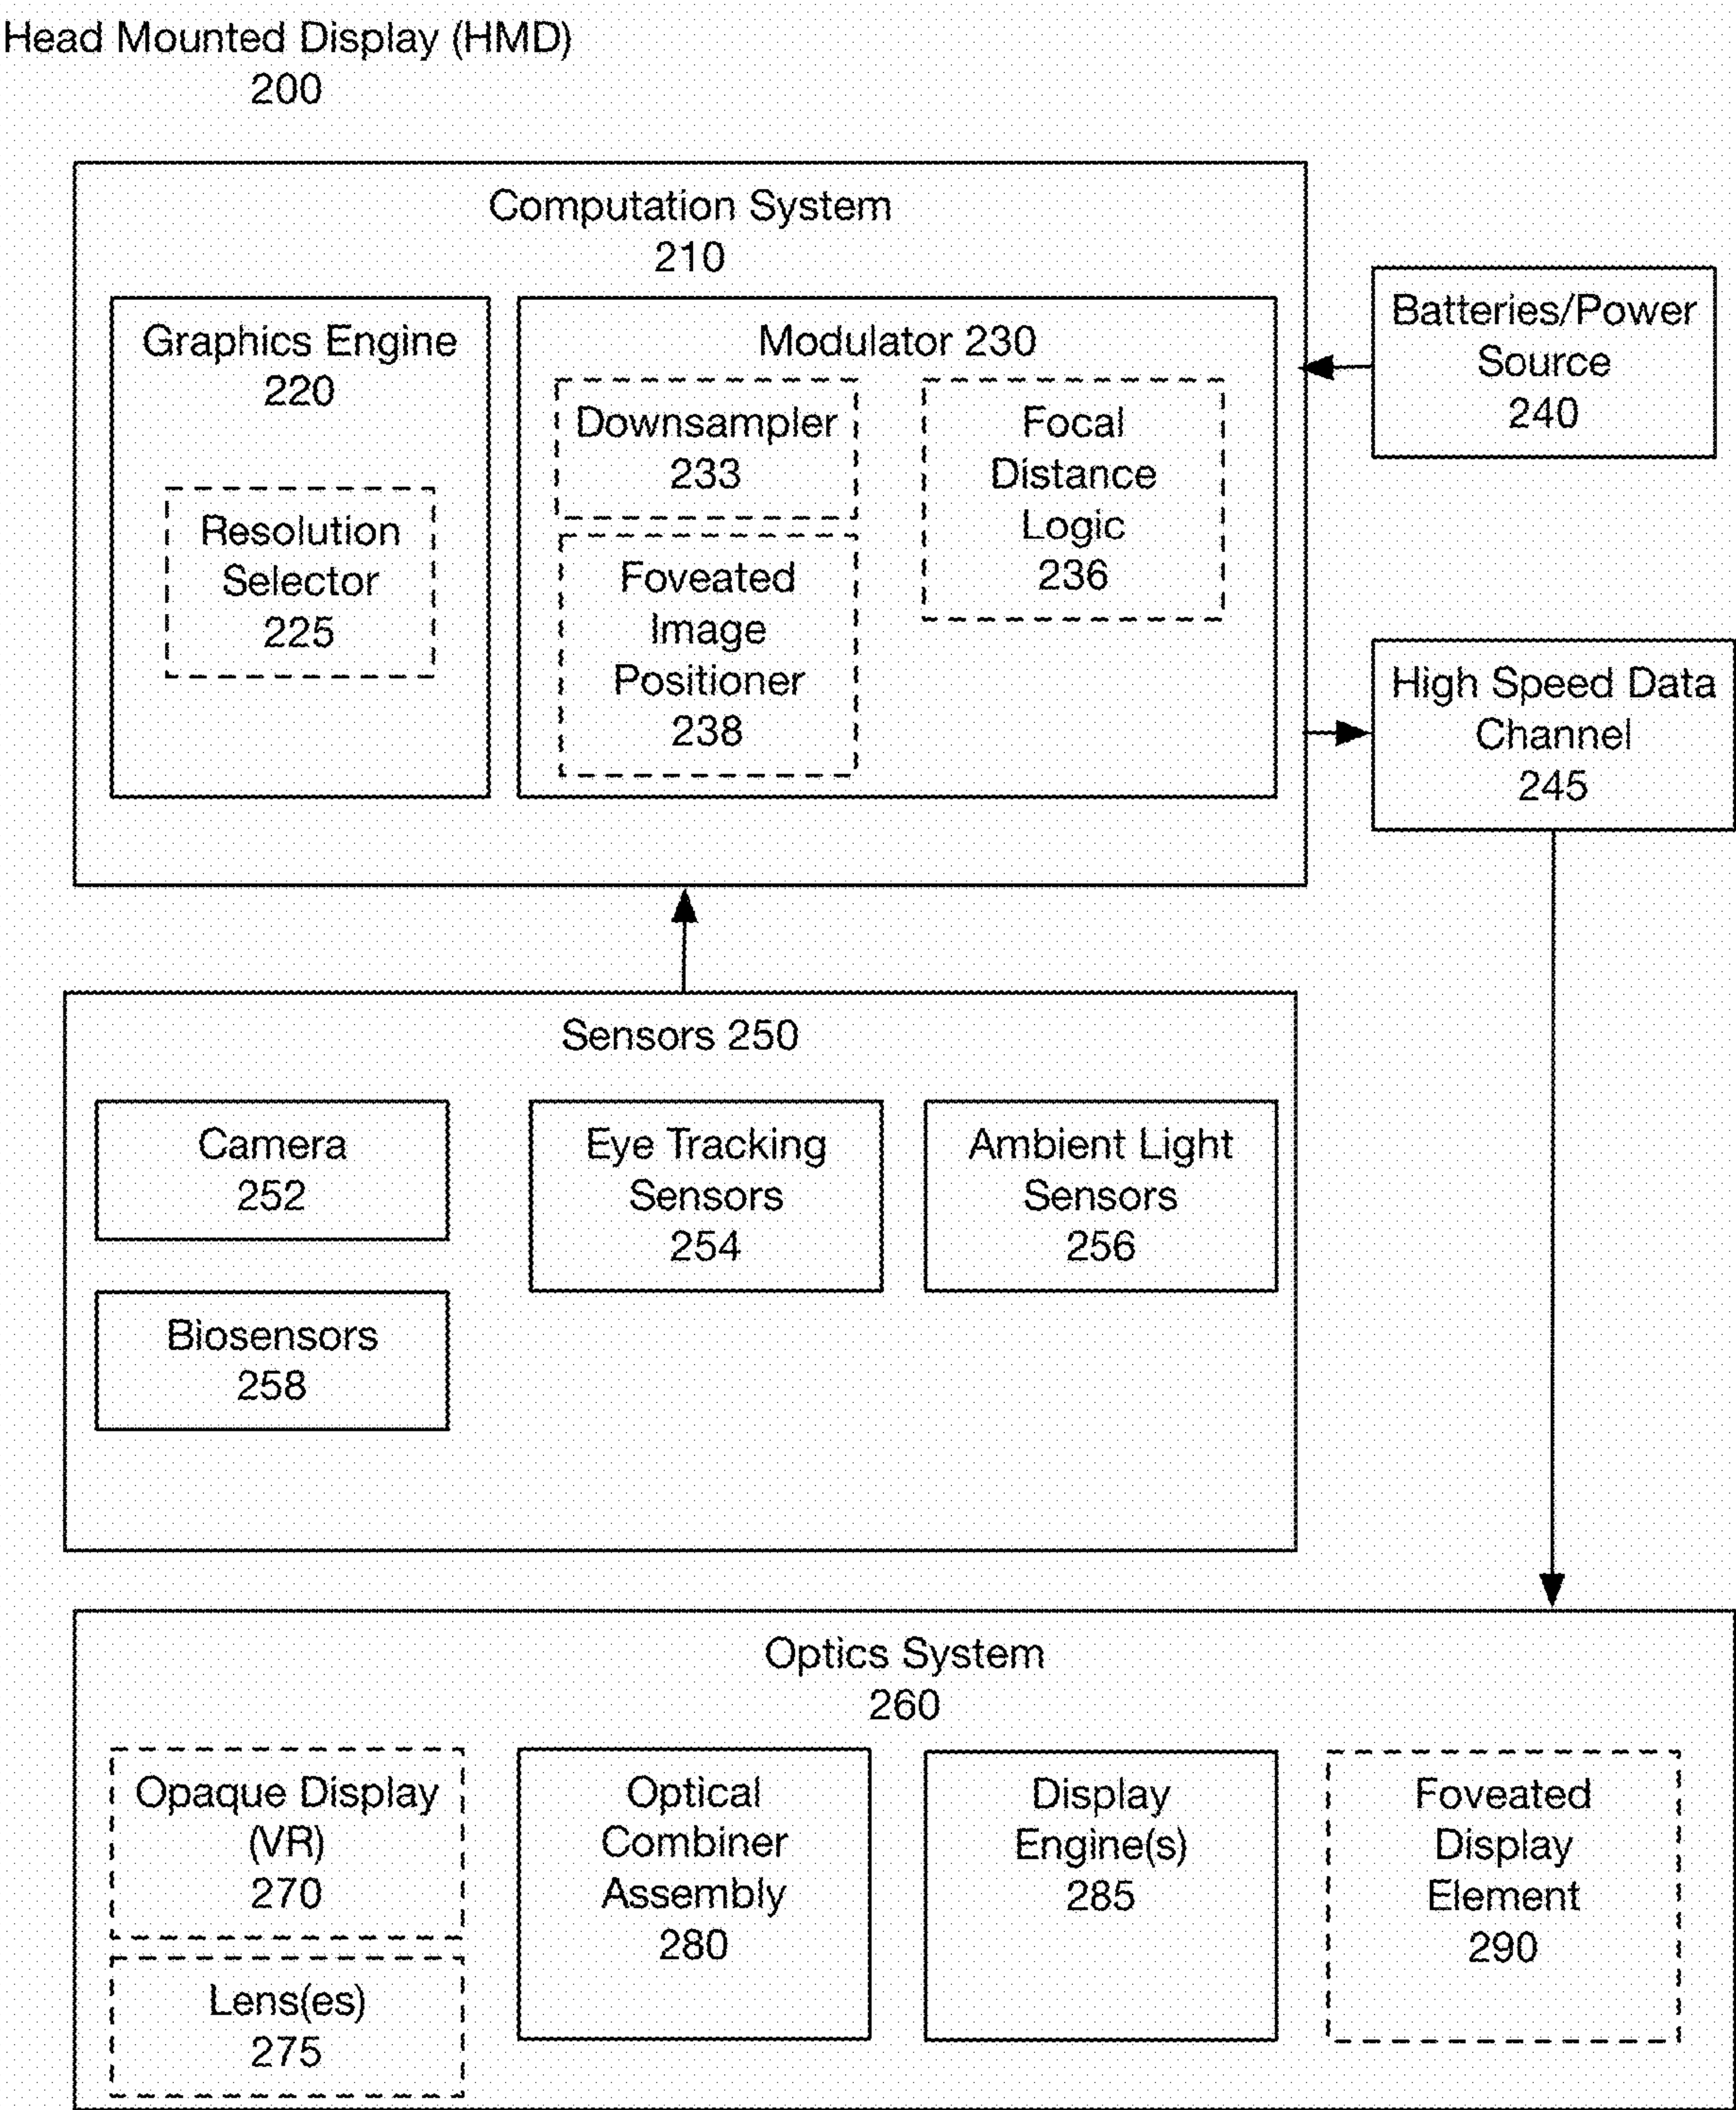 Head Mounted Display (HMD)
200
Computation System
210
Graphics Engine
220
Resolution
Selector
225
Modulator 230
Downsampler
233
Foveated
Image
Positioner
238
Focal
Distance
Logic
236
Batteries/Power
Source
240
High Speed Data
Channel
245
Sensors 250
Camera
252
Eye Tracking
Sensors
254
Ambient Light
Sensors
256
Biosensors
258
Optics System
260
Opaque Display
(VR)
270
Lens(es)
275
Optical
Combiner
Assembly
280
Display
Engine(s)
285
Foveated
Display
Element
290